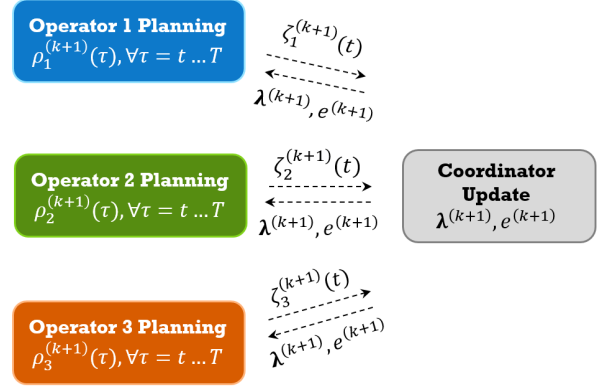 Operator 1 Planning
ρ₁⁽ᵏ⁺¹⁾(τ), ∀τ = t … T
ζ₁⁽ᵏ⁺¹⁾(t)
λ⁽ᵏ⁺¹⁾, e⁽ᵏ⁺¹⁾
Operator 2 Planning
ρ₂⁽ᵏ⁺¹⁾(τ), ∀τ = t … T
ζ₂⁽ᵏ⁺¹⁾(t)
λ⁽ᵏ⁺¹⁾, e⁽ᵏ⁺¹⁾
Coordinator
Update
λ⁽ᵏ⁺¹⁾, e⁽ᵏ⁺¹⁾
Operator 3 Planning
ρ₃⁽ᵏ⁺¹⁾(τ), ∀τ = t … T
ζ₃⁽ᵏ⁺¹⁾(t)
λ⁽ᵏ⁺¹⁾, e⁽ᵏ⁺¹⁾